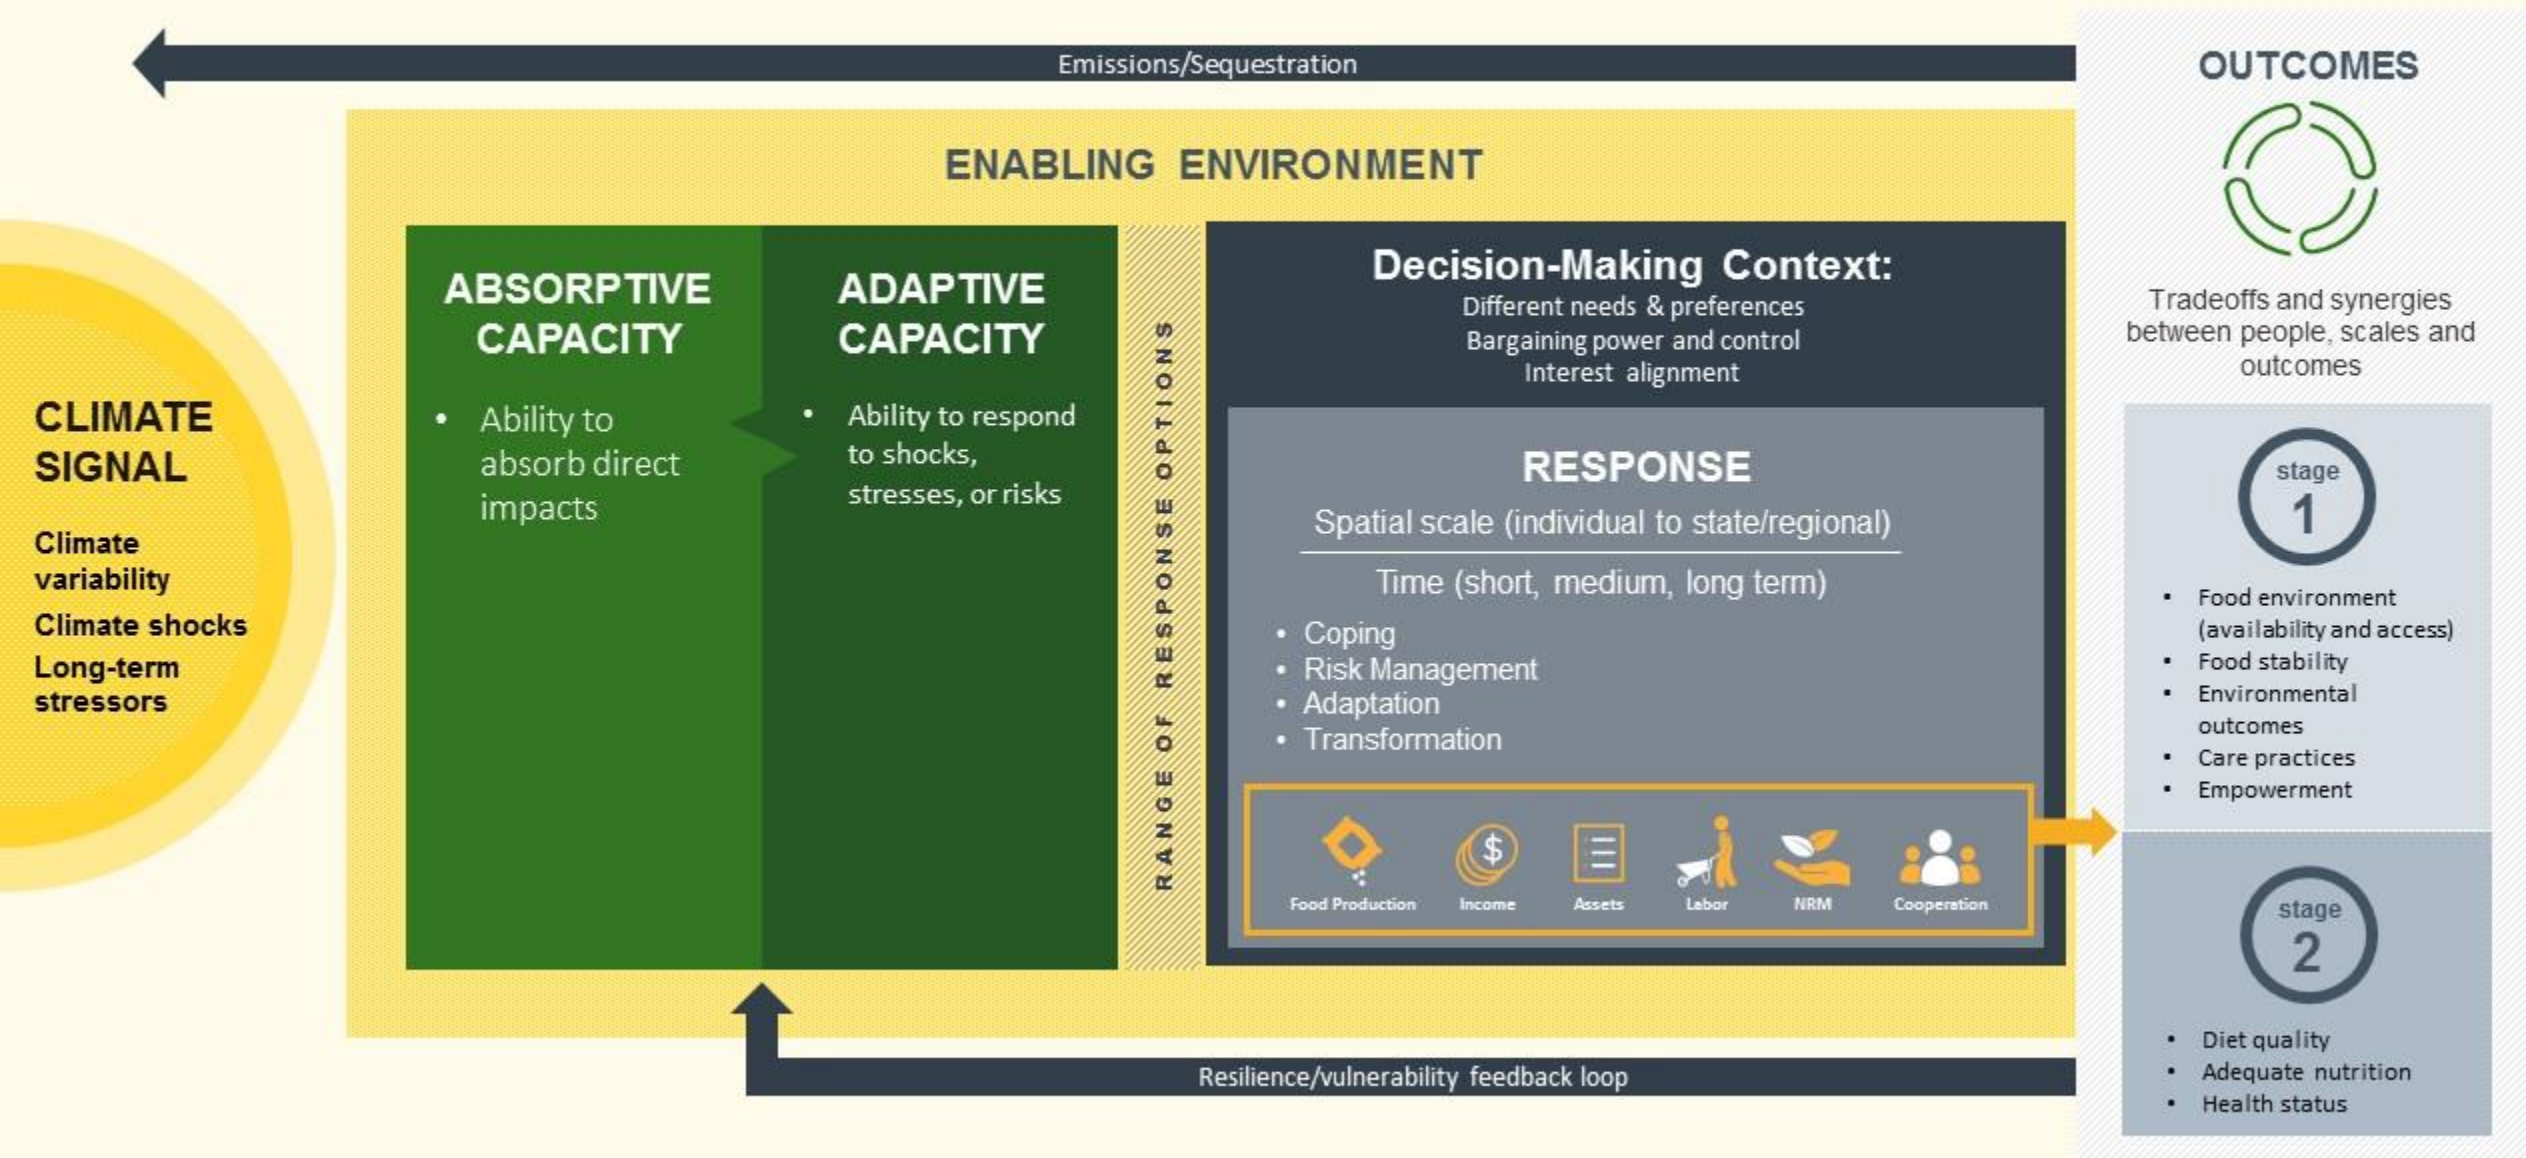 Emissions/Sequestration
ENABLING ENVIRONMENT
CLIMATE
SIGNAL
Climate
variability
Climate shocks
Long-term
stressors
ABSORPTIVE
CAPACITY
• Ability to
absorb direct
impacts
ADAPTIVE
CAPACITY
• Ability to respond
to shocks,
stresses, or risks
RANGE OF RESPONSE OPTIONS
Decision-Making Context:
Different needs & preferences
Bargaining power and control
Interest alignment
RESPONSE
Spatial scale (individual to state/regional)
Time (short, medium, long term)
• Coping
• Risk Management
• Adaptation
• Transformation
$
Food Production
Income
Assets
Labor
NRM
Cooperation
Resilience/vulnerability feedback loop
OUTCOMES
Tradeoffs and synergies
between people, scales and
outcomes
stage
1
▪ Food environment
(availability and access)
▪ Food stability
▪ Environmental
outcomes
▪ Care practices
▪ Empowerment
stage
2
• Diet quality
• Adequate nutrition
• Health status